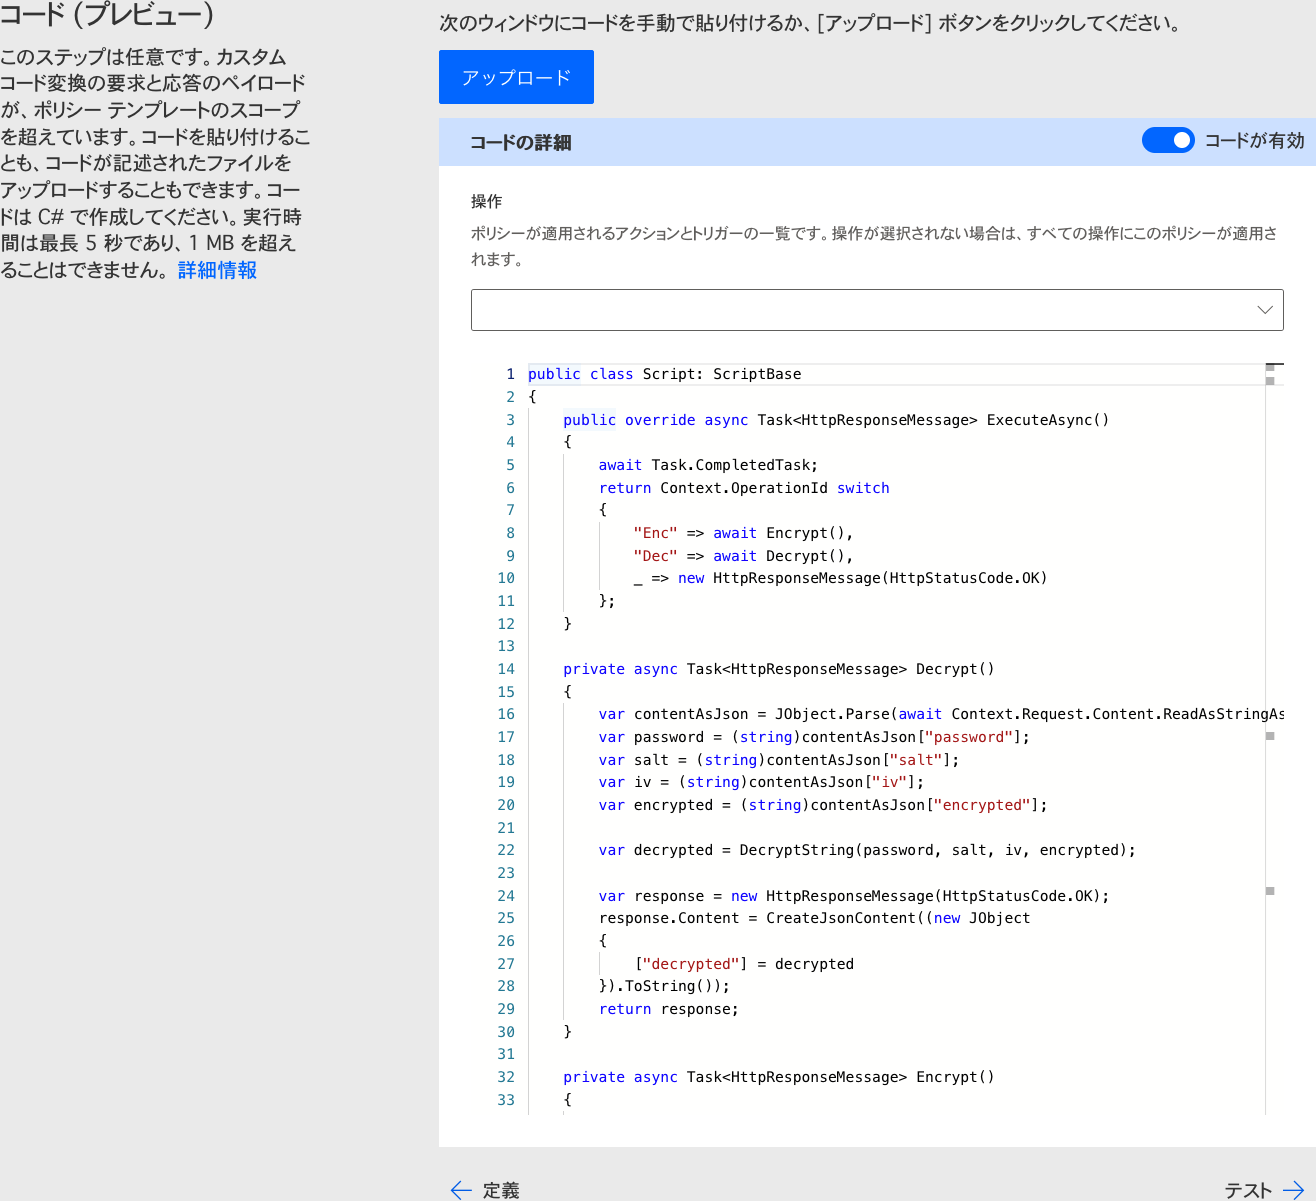 コード (プレビュー)
このステップは任意です。カスタム
コード変換の要求と応答のペイロード
が、ポリシー テンプレートのスコープ
を超えています。コードを貼り付けるこ
とも、コードが記述されたファイルを
アップロードすることもできます。コー
ドは C# で作成してください。実行時
間は最長 5 秒であり、1 MB を超え
ることはできません。 詳細情報
次のウィンドウにコードを手動で貼り付けるか、[アップロード] ボタンをクリックしてください。
アップロード
コードの詳細
コードが有効
操作
ポリシーが適用されるアクションとトリガーの一覧です。操作が選択されない場合は、すべての操作にこのポリシーが適用さ
れます。
1 public class Script: ScriptBase
2 {
3     public override async Task<HttpResponseMessage> ExecuteAsync()
4     {
5         await Task.CompletedTask;
6         return Context.OperationId switch
7         {
8             "Enc" => await Encrypt(),
9             "Dec" => await Decrypt(),
10             _ => new HttpResponseMessage(HttpStatusCode.OK)
11         };
12     }
13
14     private async Task<HttpResponseMessage> Decrypt()
15     {
16         var contentAsJson = JObject.Parse(await Context.Request.Content.ReadAsStringAs
17         var password = (string)contentAsJson["password"];
18         var salt = (string)contentAsJson["salt"];
19         var iv = (string)contentAsJson["iv"];
20         var encrypted = (string)contentAsJson["encrypted"];
21
22         var decrypted = DecryptString(password, salt, iv, encrypted);
23
24         var response = new HttpResponseMessage(HttpStatusCode.OK);
25         response.Content = CreateJsonContent((new JObject
26         {
27             ["decrypted"] = decrypted
28         }).ToString());
29         return response;
30     }
31
32     private async Task<HttpResponseMessage> Encrypt()
33     {
← 定義
テスト →